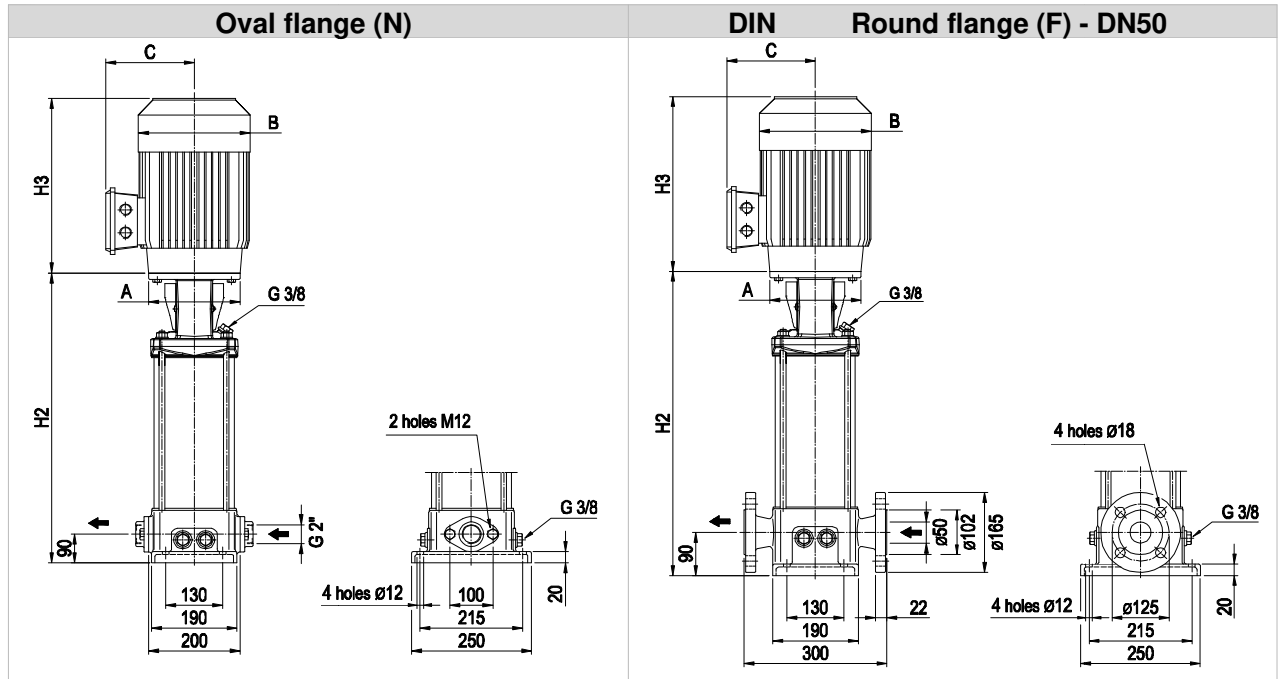 Oval flange (N)
DIN Round flange (F) - DN50
C
B
H3
A
G 3/8
H2
2 holes M12
G 3/8
G 2"
90
130
190
200
4 holes Ø12
100
215
250
20
C
B
H3
A
G 3/8
H2
4 holes Ø18
G 3/8
ø50
ø102
ø165
90
130
190
300
22
4 holes Ø12
ø125
215
250
20